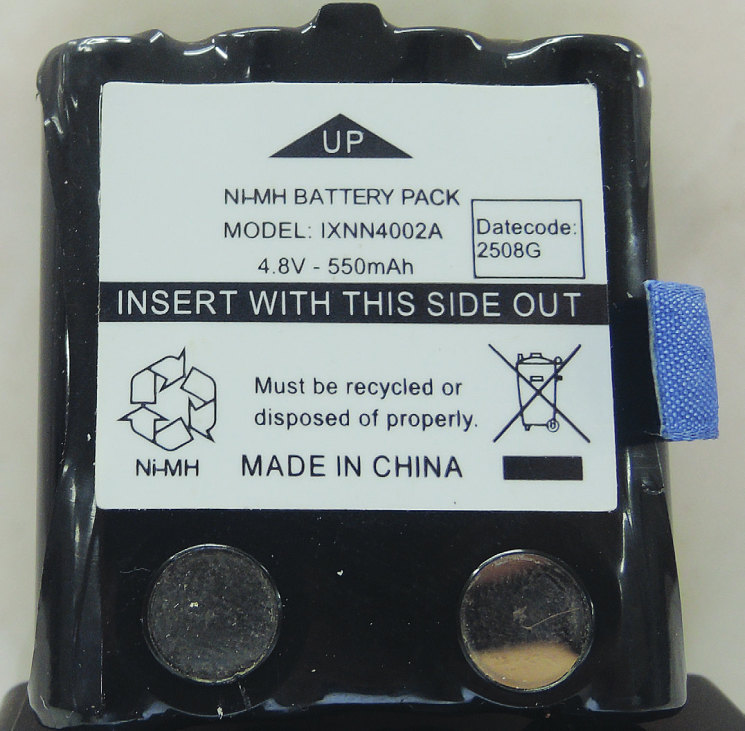 UP
NI-MH BATTERY PACK
MODEL: IXNN4002A
4.8V - 550mAh
Datecode:
2508G
INSERT WITH THIS SIDE OUT
Must be recycled or
disposed of properly.
Ni-MH
MADE IN CHINA